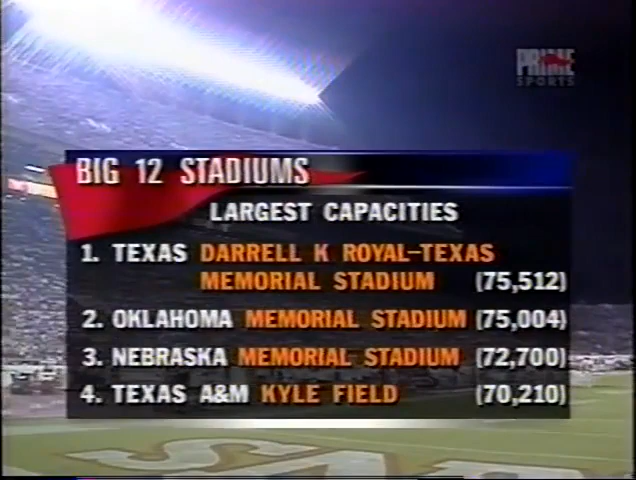 PRIME
SPORTS
BIG 12 STADIUMS
LARGEST CAPACITIES
1. TEXAS DARRELL K ROYAL–TEXAS
MEMORIAL STADIUM (75,512)
2. OKLAHOMA MEMORIAL STADIUM (75,004)
3. NEBRASKA MEMORIAL STADIUM (72,700)
4. TEXAS A&M KYLE FIELD (70,210)